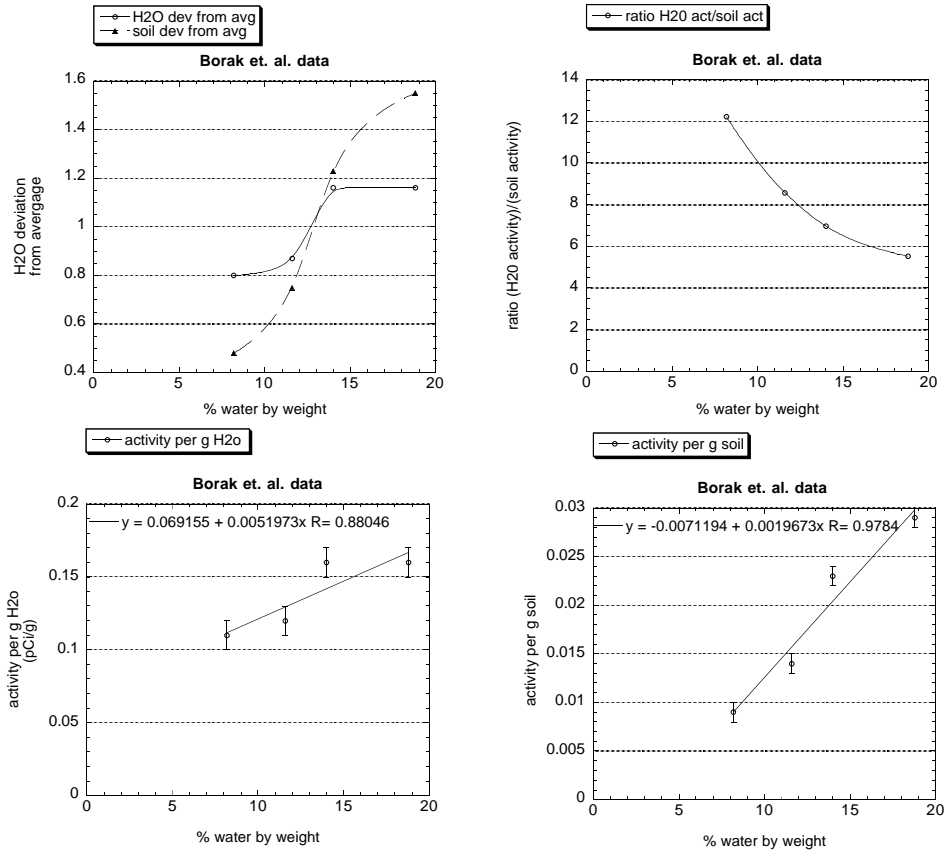 H2O dev from avg
soil dev from avg
Borak et. al. data
1.6
1.4
1.2
1
0.8
0.6
0.4
H2O deviation
from avergage
0
5
10
15
20
% water by weight
ratio H20 act/soil act
Borak et. al. data
14
12
10
8
6
4
2
0
ratio (H20 activity)/(soil activity)
0
5
10
15
20
% water by weight
activity per g H2o
Borak et. al. data
y = 0.069155 + 0.0051973x R= 0.88046
0.2
0.15
0.1
0.05
0
activity per g H2o
(pCi/g)
0
5
10
15
20
% water by weight
activity per g soil
Borak et. al. data
y = -0.0071194 + 0.0019673x R= 0.9784
0.03
0.025
0.02
0.015
0.01
0.005
0
activity per g soil
0
5
10
15
20
% water by weight